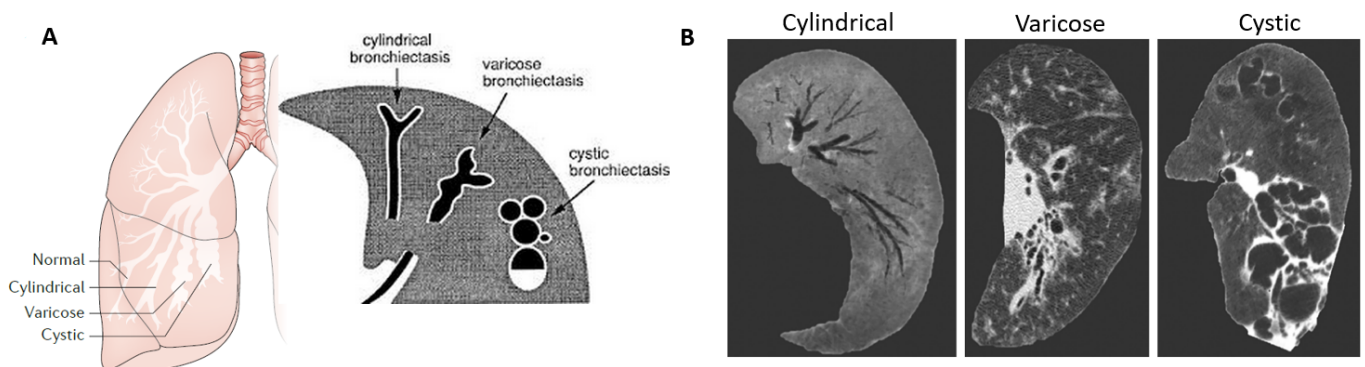 A
cylindrical
bronchiectasis
varicose
bronchiectasis
cystic
bronchiectasis
Normal
Cylindrical
Varicose
Cystic
B
Cylindrical
Varicose
Cystic